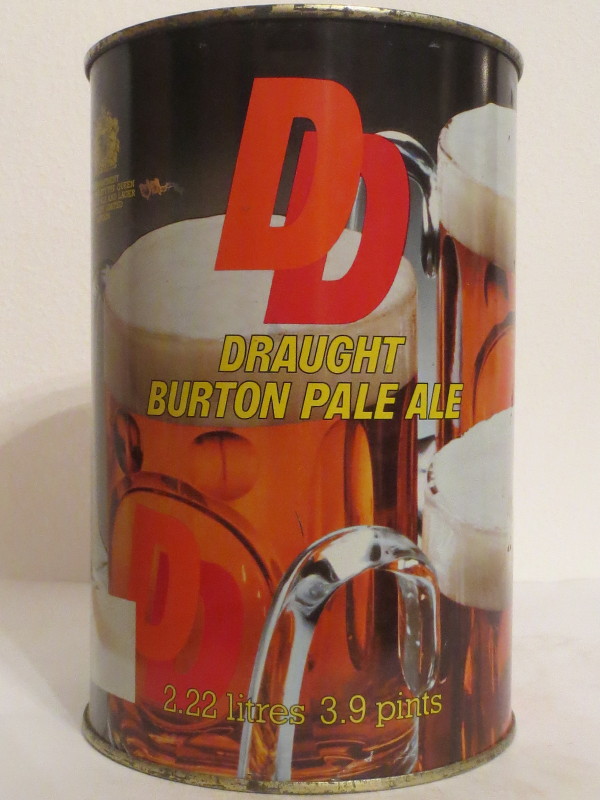 DD
DRAUGHT
BURTON PALE ALE
DD
2.22 litres 3.9 pints